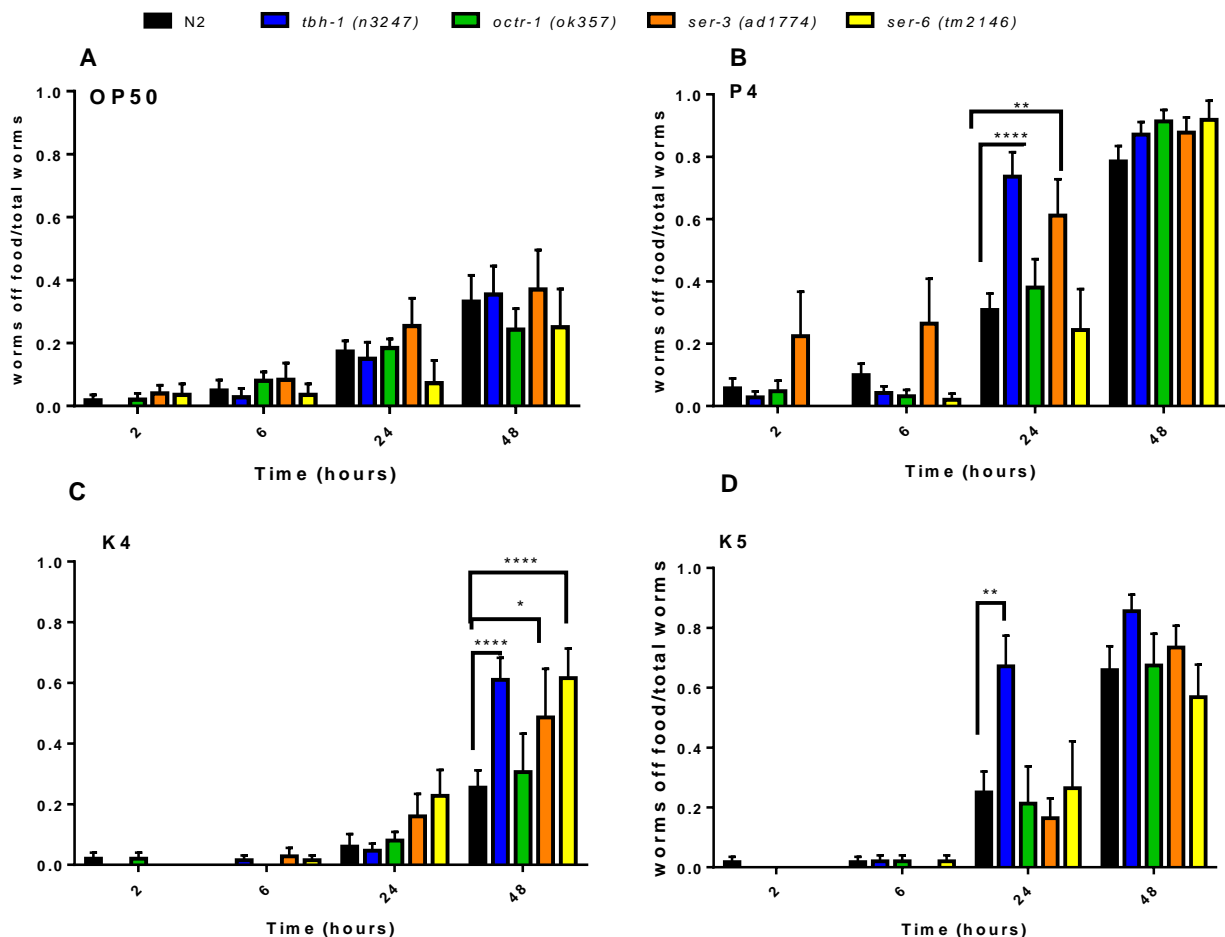 N2 tbh-1 (n3247) octr-1 (ok357) ser-3 (ad1774) ser-6 (tm2146)
A
OP50
worms off food/total worms
1.0
0.8
0.6
0.4
0.2
0.0
2 6 24 48
Time (hours)
B
P4
worms off food/total worms
1.0
0.8
0.6
0.4
0.2
0.0
**
****
2 6 24 48
Time (hours)
C
K4
1.0
0.8
0.6
0.4
0.2
0.0
****
*
****
2 6 24 48
Time (hours)
D
K5
worms off food/total worms
1.0
0.8
0.6
0.4
0.2
0.0
**
2 6 24 48
Time (hours)